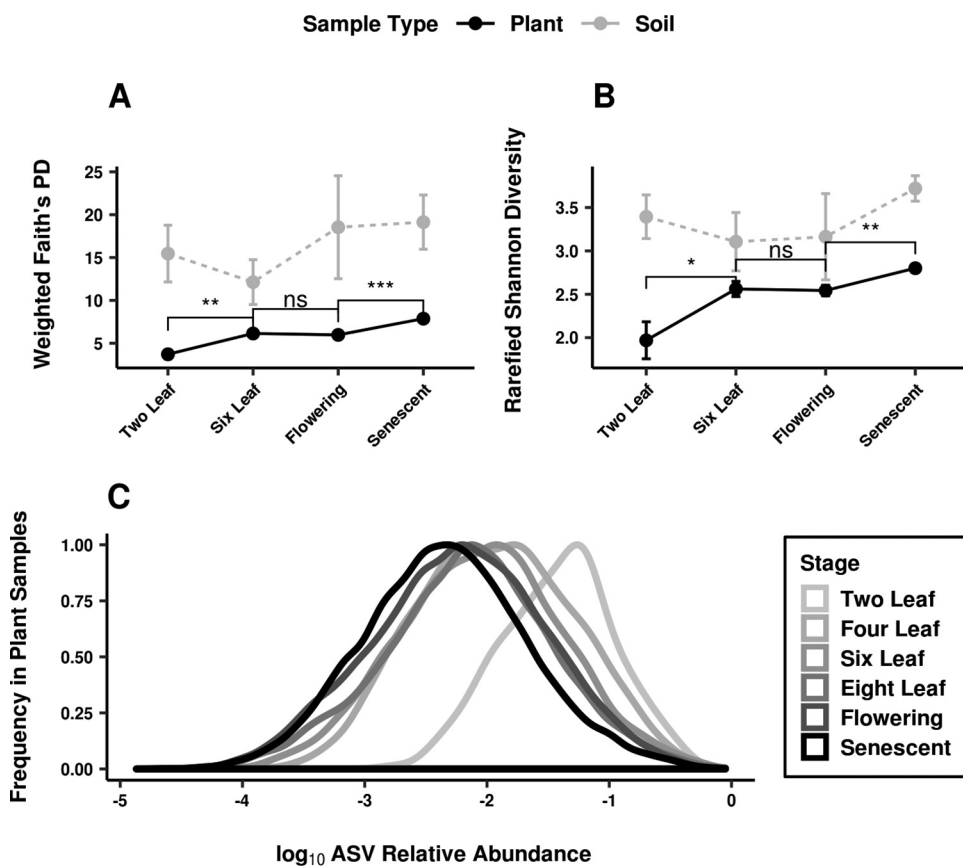 Sample Type Plant Soil
A
B
Weighted Faith's PD
25
20
15
10
5
**
ns
***
Two Leaf
Six Leaf
Flowering
Senescent
Rarefied Shannon Diversity
3.5
3.0
2.5
2.0
*
ns
**
Two Leaf
Six Leaf
Flowering
Senescent
C
Frequency in Plant Samples
1.00
0.75
0.50
0.25
0.00
-5 -4 -3 -2 -1 0
log₁₀ ASV Relative Abundance
Stage
Two Leaf
Four Leaf
Six Leaf
Eight Leaf
Flowering
Senescent